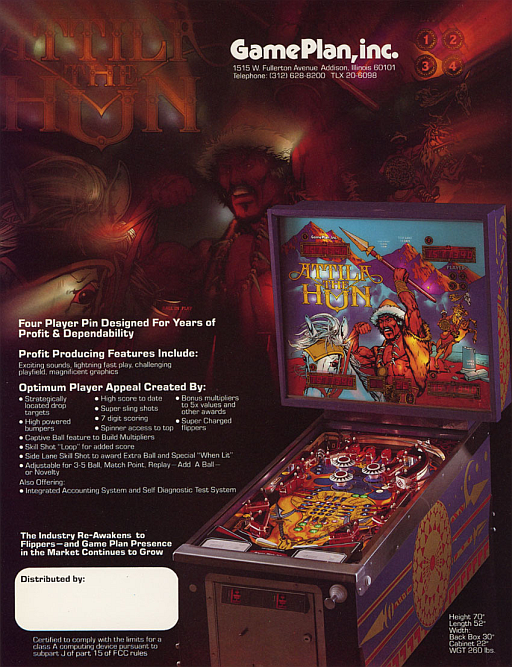 ATTILA
THE
HUN
GamePlan, inc.
1515 W. Fullerton Avenue Addison, Illinois 60101
Telephone: (312) 628-8200 TLX 20-6098
1 2
3 4
Game Plan, inc.
ATTILA
THE
HUN
Four Player Pin Designed For Years of
Profit & Dependability
Profit Producing Features Include:
Exciting sounds, lightning fast play, challenging
playfield, magnificent graphics
Optimum Player Appeal Created By:
• Strategically
located drop
targets
• High powered
bumpers
• High score to date
• Super sling shots
• 7 digit scoring
• Spinner access to top
• Bonus multipliers
to 5x values and
other awards
• Super Charged
flippers
• Captive Ball feature to Build Multipliers
• Skill Shot "Loop" for added score
• Side Lane Skill Shot to award Extra Ball and Special "When Lit"
• Adjustable for 3-5 Ball, Match Point, Replay—Add A Ball—
or Novelty
Also Offering:
• Integrated Accounting System and Self Diagnostic Test System
The Industry Re-Awakens to
Flippers—and Game Plan Presence
in the Market Continues to Grow
Distributed by:
Certified to comply with the limits for a
class A computing device pursuant to
subpart J of part 15 of FCC rules
Height 70"
Length 52"
Width:
Back Box 30"
Cabinet 22"
WGT 260 lbs.